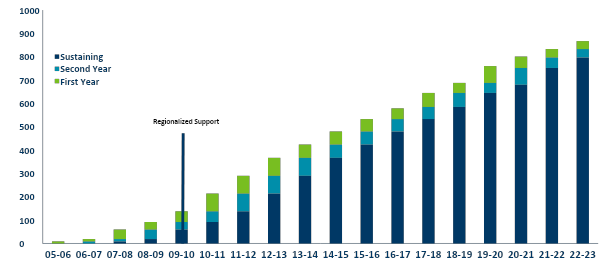 1000
900
800
700
600
500
400
300
200
100
0
Sustaining
Second Year
First Year
Regionalized Support
05-06 06-07 07-08 08-09 09-10 10-11 11-12 12-13 13-14 14-15 15-16 16-17 17-18 18-19 19-20 20-21 21-22 22-23